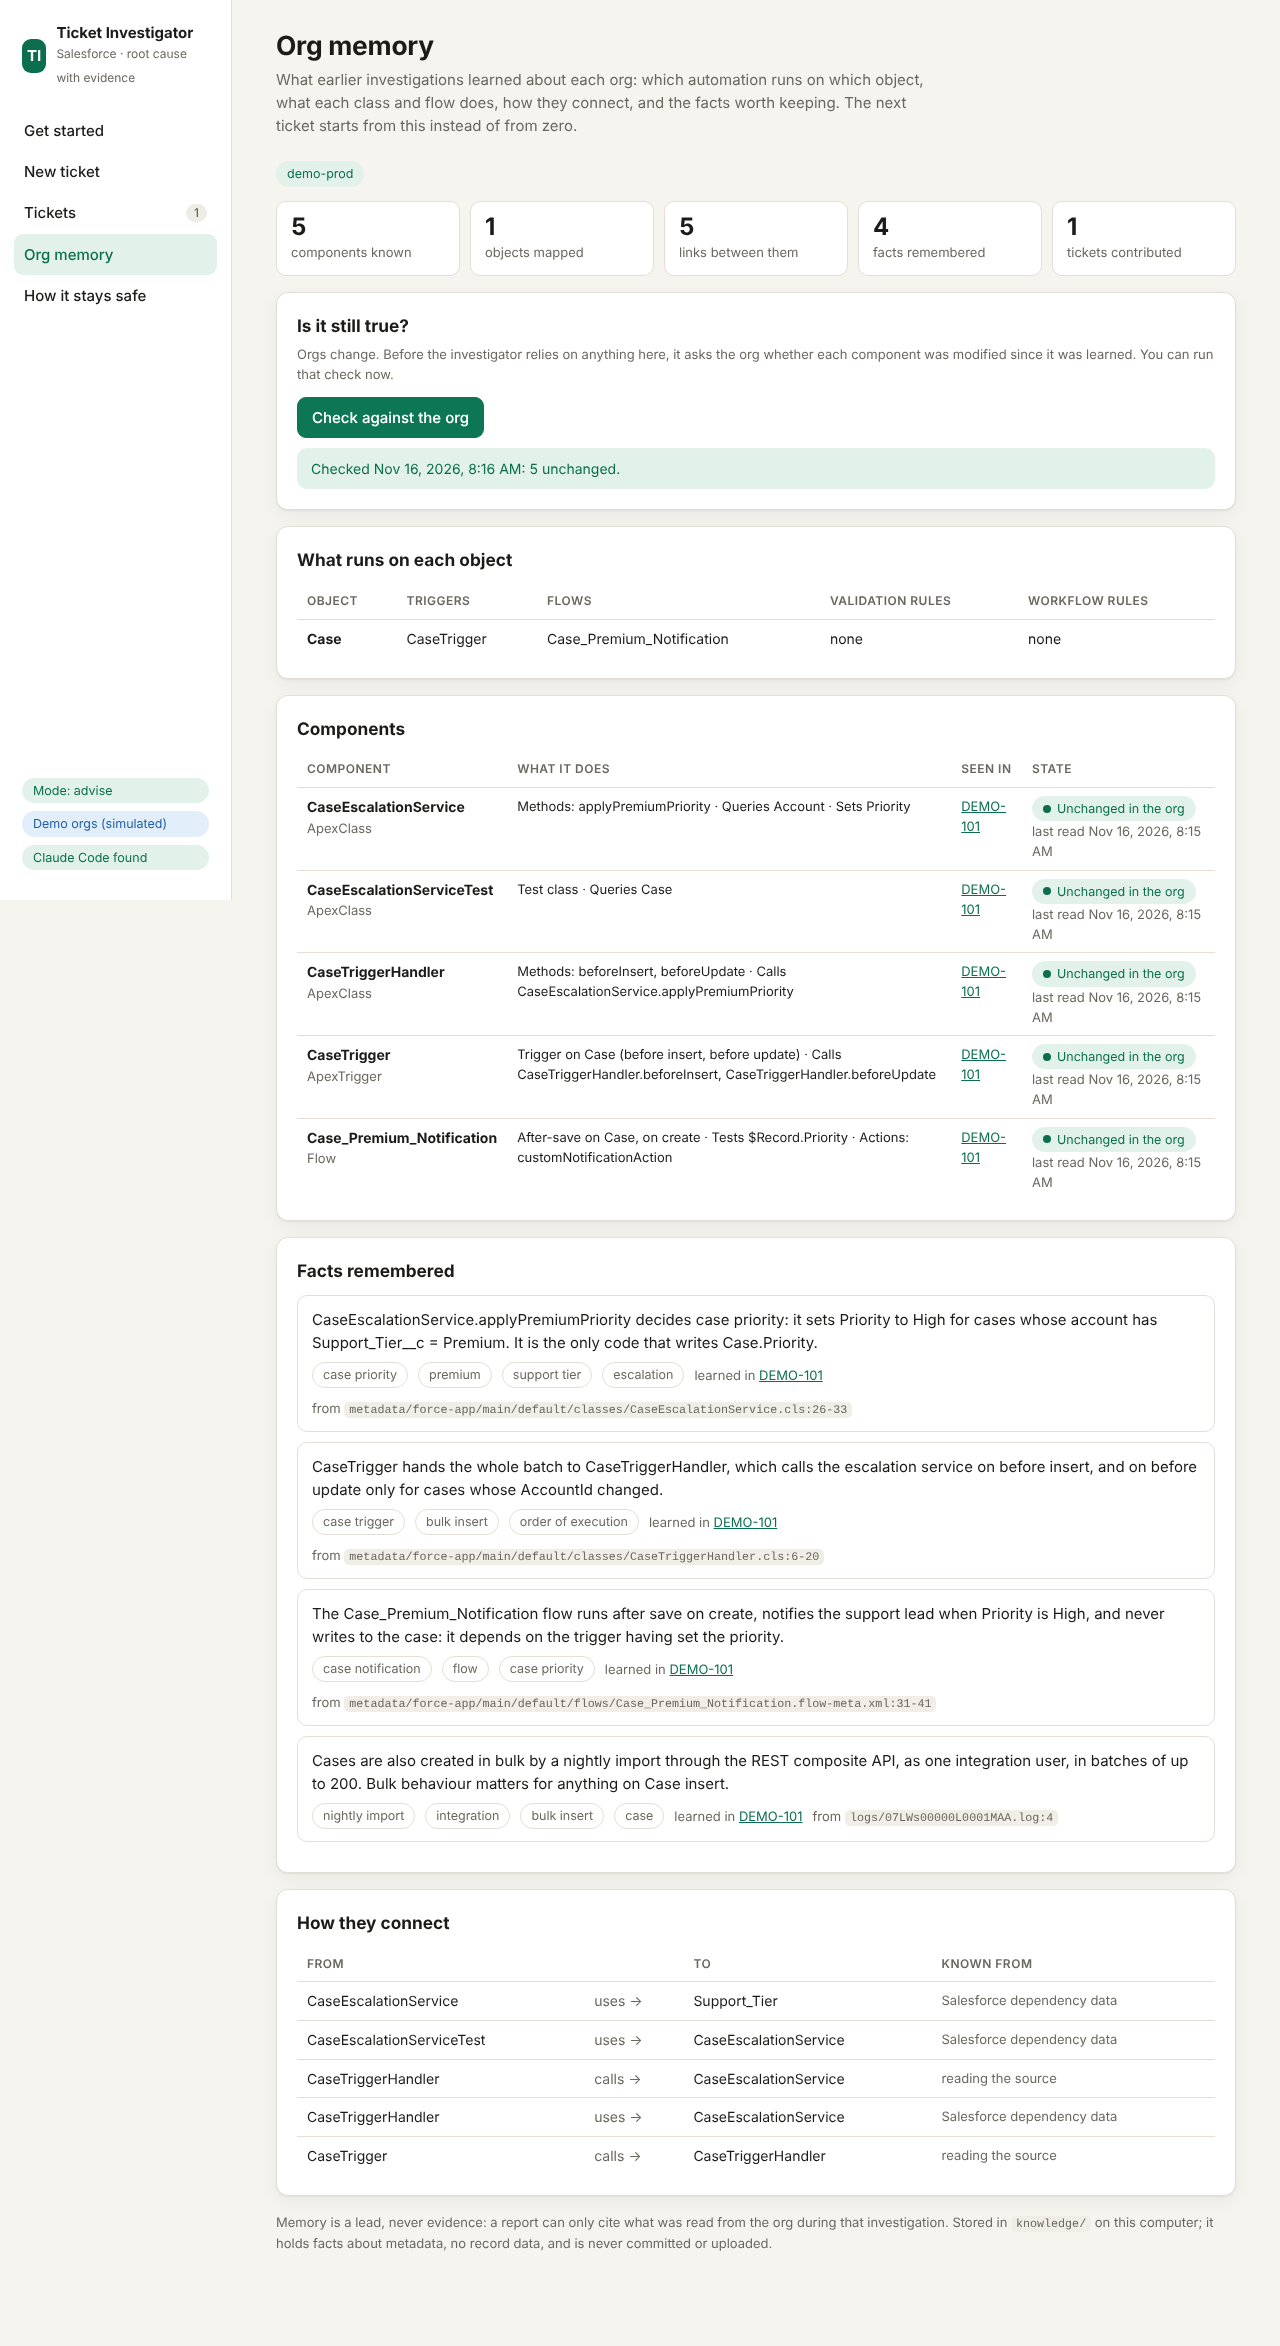 TI
Ticket Investigator
Salesforce · root cause
with evidence
Get started
New ticket
Tickets 1
Org memory
How it stays safe
Mode: advise
Demo orgs (simulated)
Claude Code found
Org memory
What earlier investigations learned about each org: which automation runs on which object,
what each class and flow does, how they connect, and the facts worth keeping. The next
ticket starts from this instead of from zero.
demo-prod
5
components known
1
objects mapped
5
links between them
4
facts remembered
1
tickets contributed
Is it still true?
Orgs change. Before the investigator relies on anything here, it asks the org whether each component was modified since it was learned. You can run
that check now.
Check against the org
Checked Nov 16, 2026, 8:16 AM: 5 unchanged.
What runs on each object
OBJECT TRIGGERS FLOWS VALIDATION RULES WORKFLOW RULES
Case CaseTrigger Case_Premium_Notification none none
Components
COMPONENT WHAT IT DOES SEEN IN STATE
CaseEscalationService Methods: applyPremiumPriority · Queries Account · Sets Priority DEMO- Unchanged in the org
ApexClass 101 last read Nov 16, 2026, 8:15
AM
CaseEscalationServiceTest Test class · Queries Case DEMO- Unchanged in the org
ApexClass 101 last read Nov 16, 2026, 8:15
AM
CaseTriggerHandler Methods: beforeInsert, beforeUpdate · Calls DEMO- Unchanged in the org
ApexClass CaseEscalationService.applyPremiumPriority 101 last read Nov 16, 2026, 8:15
AM
CaseTrigger Trigger on Case (before insert, before update) · Calls DEMO- Unchanged in the org
ApexTrigger CaseTriggerHandler.beforeInsert, CaseTriggerHandler.beforeUpdate 101 last read Nov 16, 2026, 8:15
AM
Case_Premium_Notification After-save on Case, on create · Tests $Record.Priority · Actions: DEMO- Unchanged in the org
Flow customNotificationAction 101 last read Nov 16, 2026, 8:15
AM
Facts remembered
CaseEscalationService.applyPremiumPriority decides case priority: it sets Priority to High for cases whose account has
Support_Tier__c = Premium. It is the only code that writes Case.Priority.
case priority premium support tier escalation learned in DEMO-101
from metadata/force-app/main/default/classes/CaseEscalationService.cls:26-33
CaseTrigger hands the whole batch to CaseTriggerHandler, which calls the escalation service on before insert, and on before
update only for cases whose AccountId changed.
case trigger bulk insert order of execution learned in DEMO-101
from metadata/force-app/main/default/classes/CaseTriggerHandler.cls:6-20
The Case_Premium_Notification flow runs after save on create, notifies the support lead when Priority is High, and never
writes to the case: it depends on the trigger having set the priority.
case notification flow case priority learned in DEMO-101
from metadata/force-app/main/default/flows/Case_Premium_Notification.flow-meta.xml:31-41
Cases are also created in bulk by a nightly import through the REST composite API, as one integration user, in batches of up
to 200. Bulk behaviour matters for anything on Case insert.
nightly import integration bulk insert case learned in DEMO-101 from logs/07LWs00000L0001MAA.log:4
How they connect
FROM TO KNOWN FROM
CaseEscalationService uses → Support_Tier Salesforce dependency data
CaseEscalationServiceTest uses → CaseEscalationService Salesforce dependency data
CaseTriggerHandler calls → CaseEscalationService reading the source
CaseTriggerHandler uses → CaseEscalationService Salesforce dependency data
CaseTrigger calls → CaseTriggerHandler reading the source
Memory is a lead, never evidence: a report can only cite what was read from the org during that investigation. Stored in knowledge/ on this computer; it
holds facts about metadata, no record data, and is never committed or uploaded.